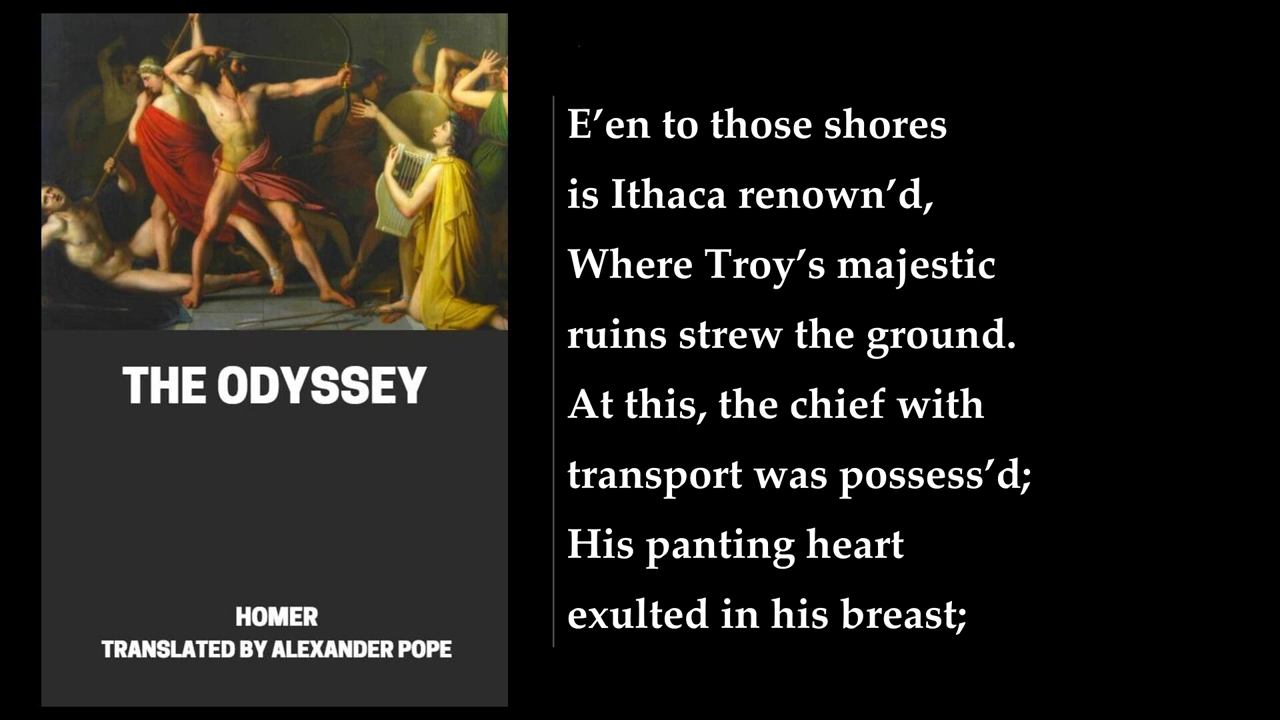 THE ODYSSEY
HOMER
TRANSLATED BY ALEXANDER POPE
E’en to those shores
is Ithaca renown’d,
Where Troy’s majestic
ruins strew the ground.
At this, the chief with
transport was possess’d;
His panting heart
exulted in his breast;